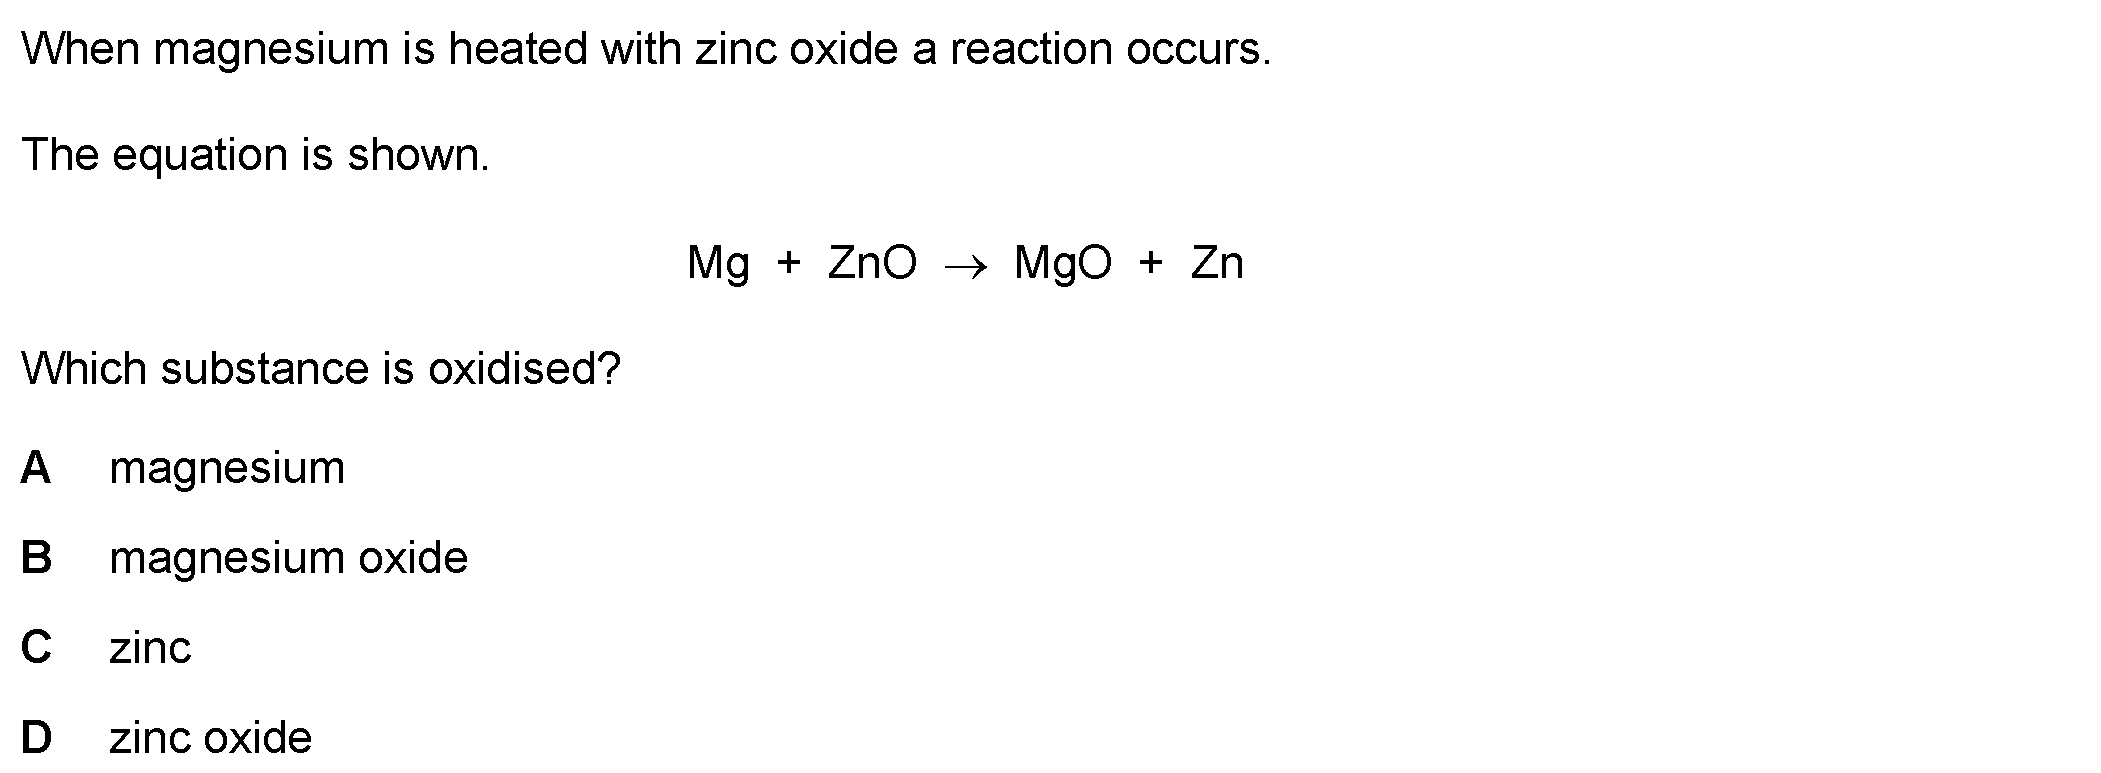 When magnesium is heated with zinc oxide a reaction occurs.
The equation is shown.
Mg + ZnO → MgO + Zn
Which substance is oxidised?
A magnesium
B magnesium oxide
C zinc
D zinc oxide